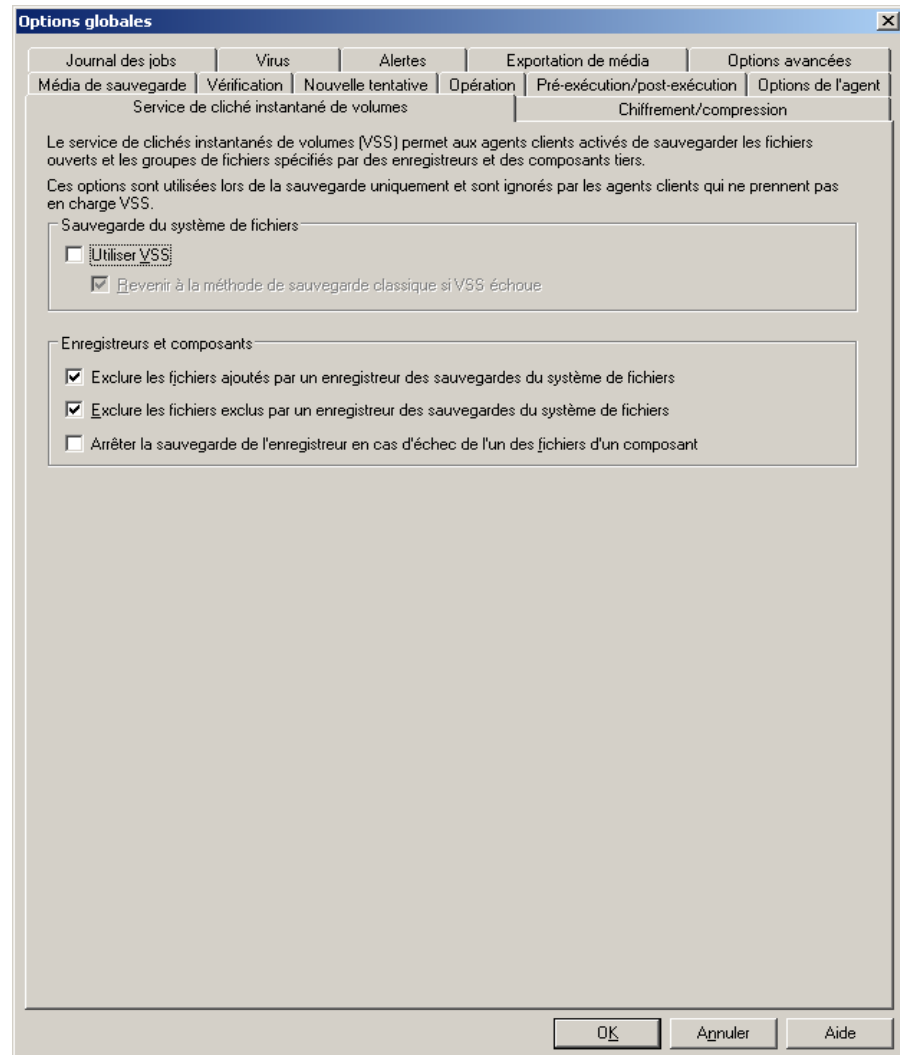 Options globales
Journal des jobs
Virus
Alertes
Exportation de média
Options avancées
Média de sauvegarde
Vérification
Nouvelle tentative
Opération
Pré-exécution/post-exécution
Options de l'agent
Service de cliché instantané de volumes
Chiffrement/compression
Le service de clichés instantanés de volumes (VSS) permet aux agents clients activés de sauvegarder les fichiers
ouverts et les groupes de fichiers spécifiés par des enregistreurs et des composants tiers.
Ces options sont utilisées lors de la sauvegarde uniquement et sont ignorés par les agents clients qui ne prennent pas
en charge VSS.
Sauvegarde du système de fichiers
Utiliser VSS
Revenir à la méthode de sauvegarde classique si VSS échoue
Enregistreurs et composants
Exclure les fichiers ajoutés par un enregistreur des sauvegardes du système de fichiers
Exclure les fichiers exclus par un enregistreur des sauvegardes du système de fichiers
Arrêter la sauvegarde de l'enregistreur en cas d'échec de l'un des fichiers d'un composant
OK
Annuler
Aide